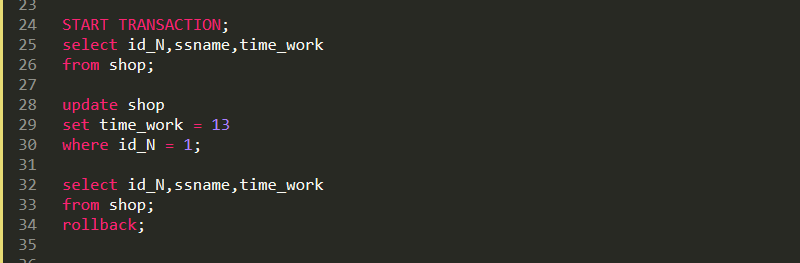 23
24 START TRANSACTION;
25 select id_N,ssname,time_work
26 from shop;
27
28 update shop
29 set time_work = 13
30 where id_N = 1;
31
32 select id_N,ssname,time_work
33 from shop;
34 rollback;
35
36